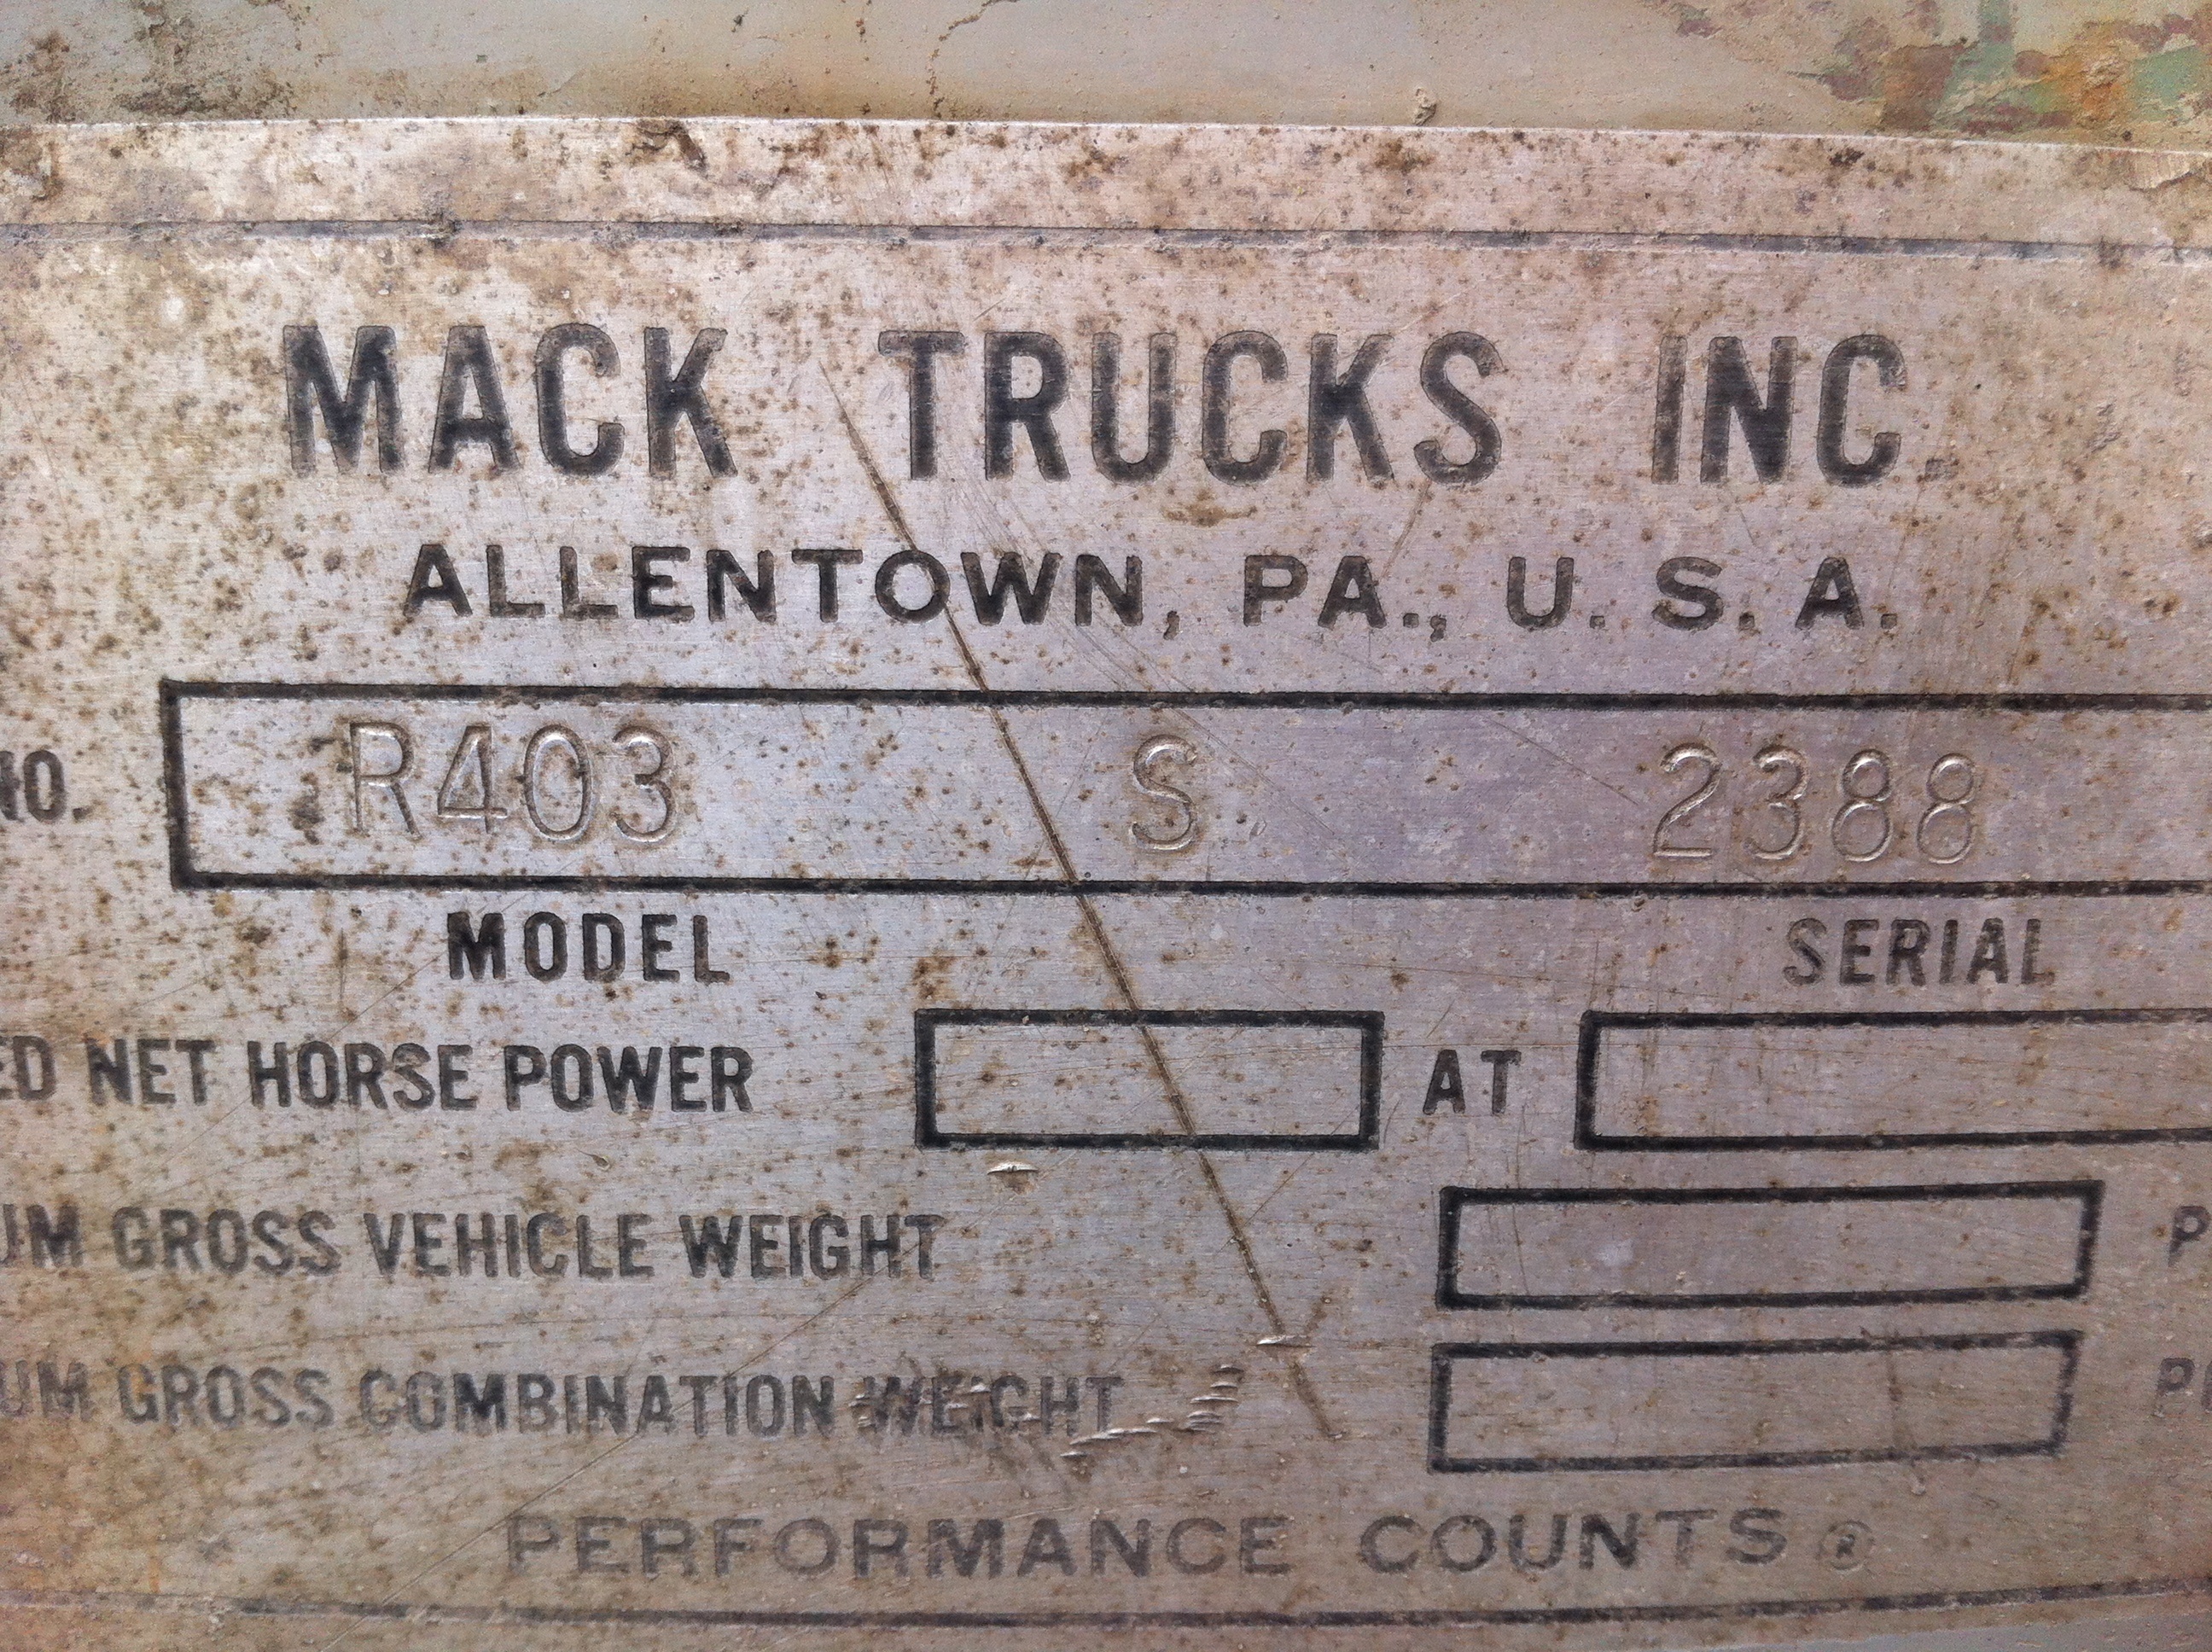 MACK TRUCKS INC.
ALLENTOWN, PA., U. S. A.
NO. R403 S 2388
MODEL SERIAL
ED NET HORSE POWER AT
UM GROSS VEHICLE WEIGHT P
UM GROSS COMBINATION WEIGHT P
PERFORMANCE COUNTS ®